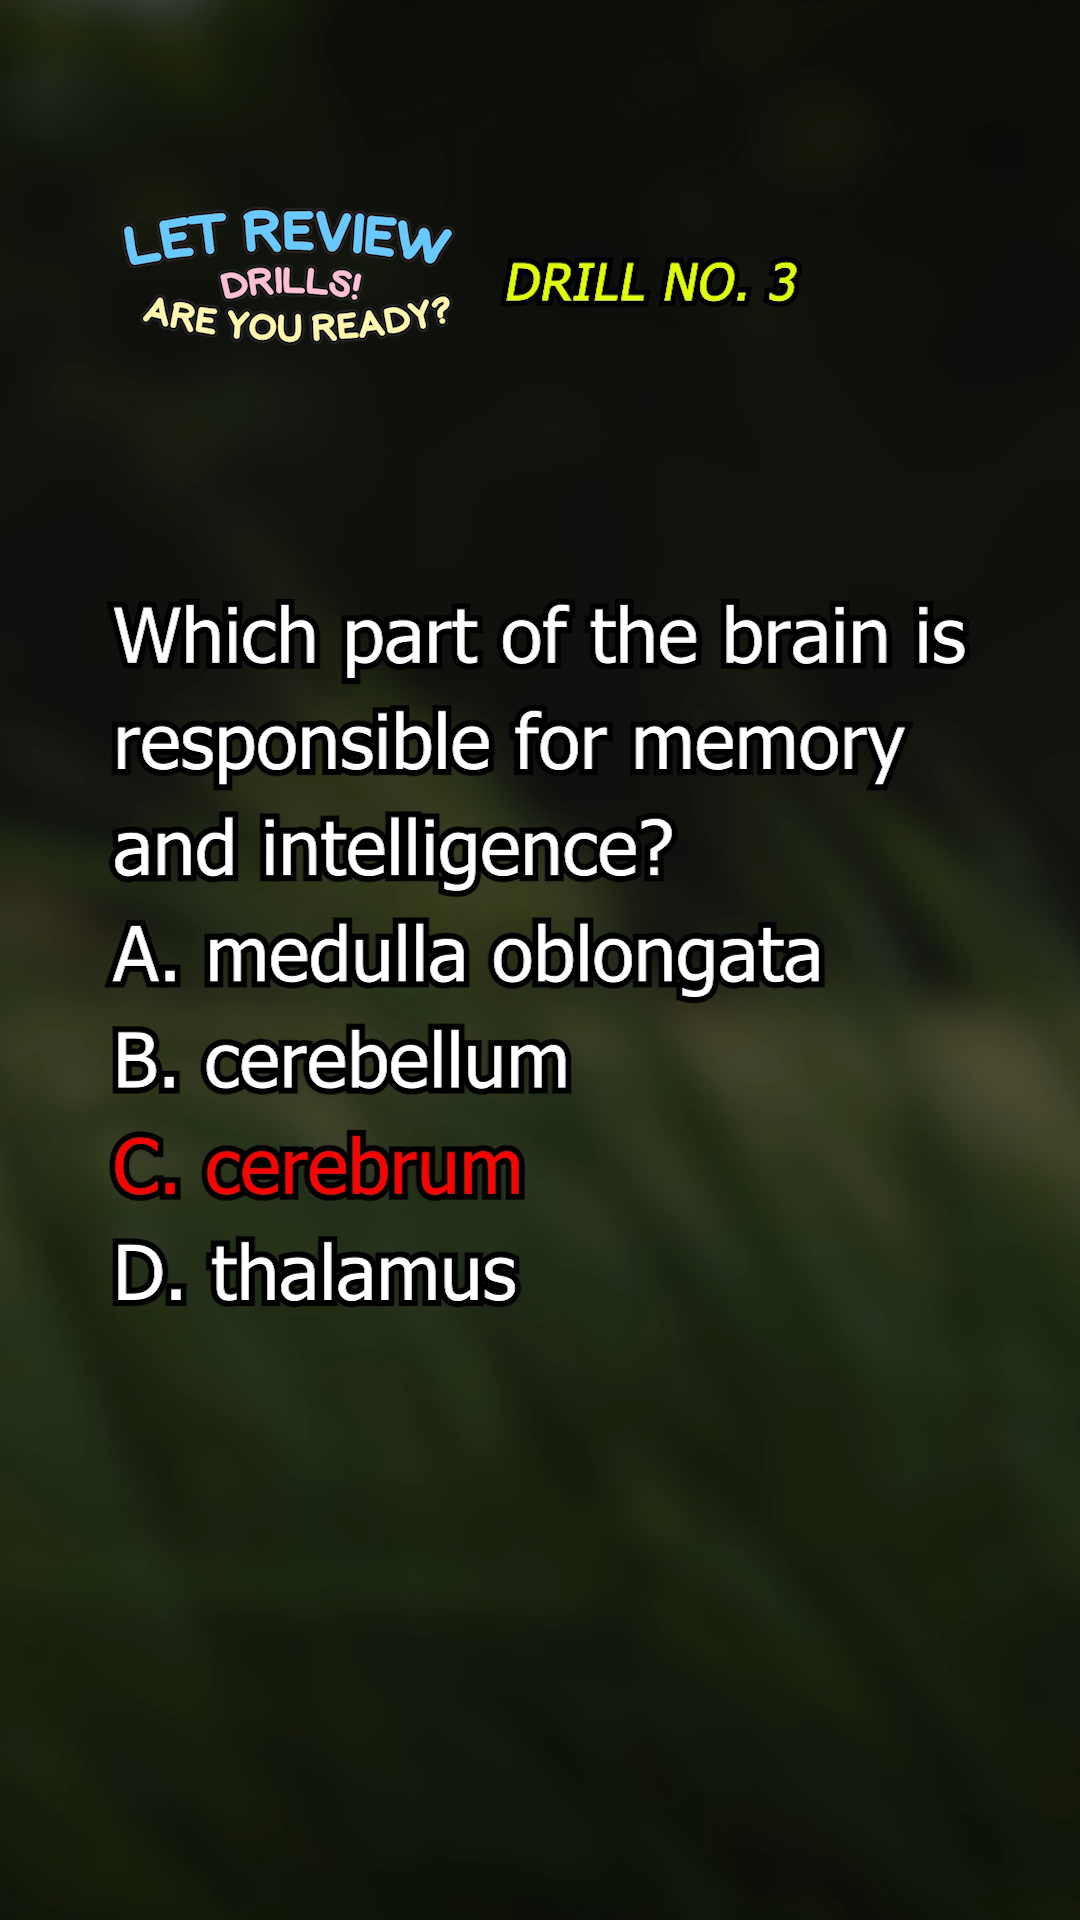 LET REVIEW
DRILLS!
ARE YOU READY?
DRILL NO. 3
Which part of the brain is
responsible for memory
and intelligence?
A. medulla oblongata
B. cerebellum
C. cerebrum
D. thalamus